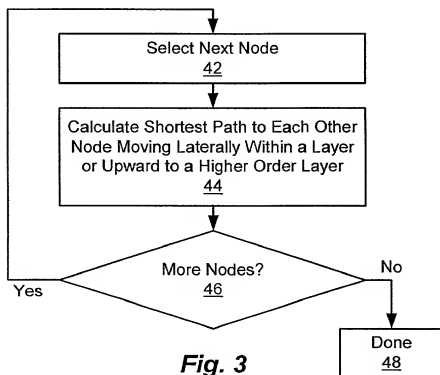 Select Next Node
42
Calculate Shortest Path to Each Other
Node Moving Laterally Within a Layer
or Upward to a Higher Order Layer
44
More Nodes?
46
Yes
No
Done
48
Fig. 3